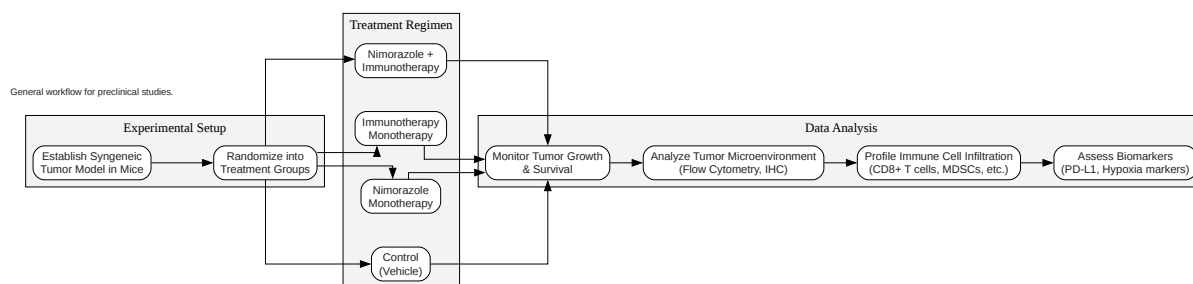 Treatment Regimen
Nimorazole +
Immunotherapy
General workflow for preclinical studies.
Immunotherapy
Monotherapy
Experimental Setup
Data Analysis
Establish Syngeneic
Tumor Model in Mice
Randomize into
Treatment Groups
Monitor Tumor Growth
& Survival
Analyze Tumor Microenvironment
(Flow Cytometry, IHC)
Profile Immune Cell Infiltration
(CD8+ T cells, MDSCs, etc.)
Assess Biomarkers
(PD-L1, Hypoxia markers)
Nimorazole
Monotherapy
Control
(Vehicle)